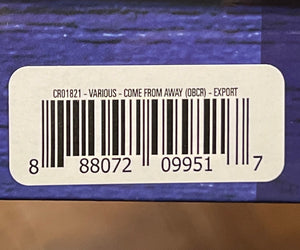 CR01821 - VARIOUS - COME FROM AWAY (OBCR) - EXPORT
8 88072 09951 7